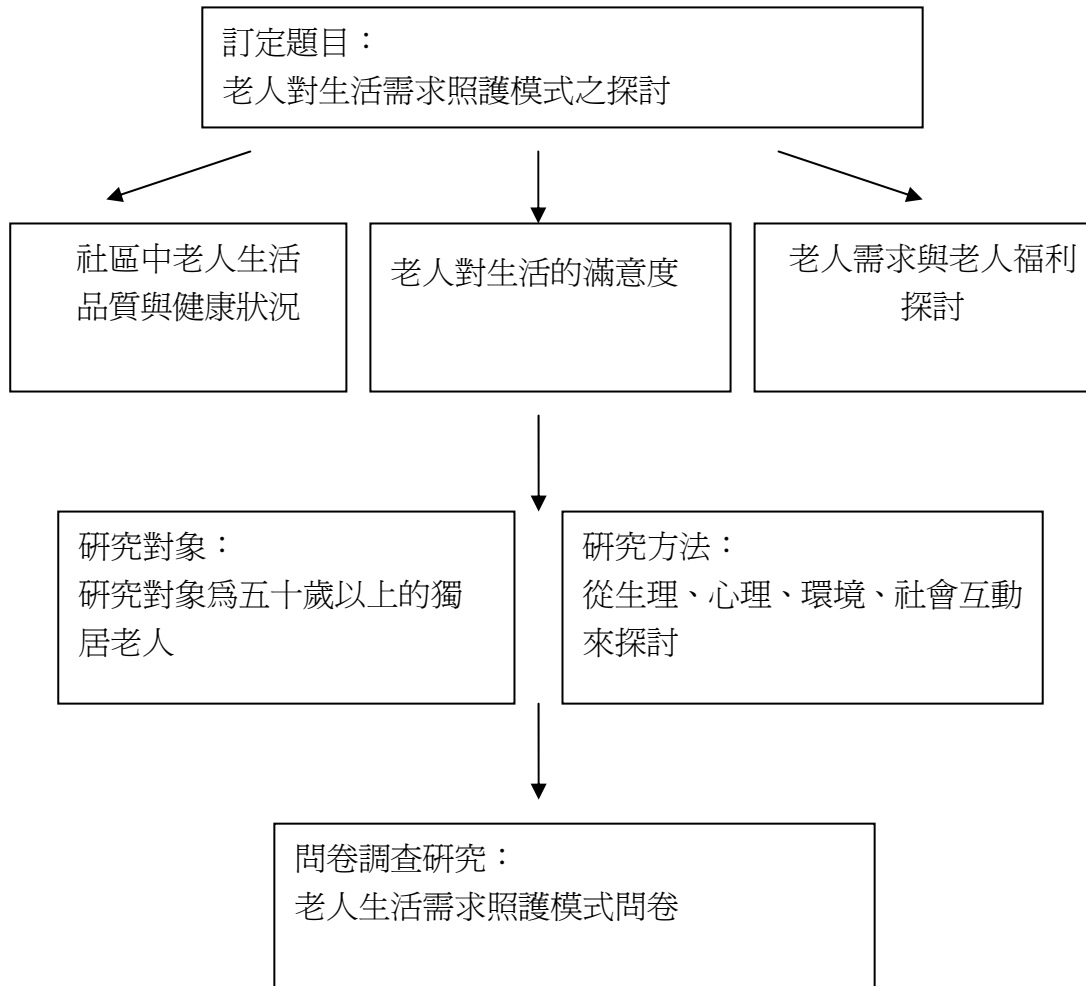 訂定題目：
老人對生活需求照護模式之探討
社區中老人生活
品質與健康狀況
老人對生活的滿意度
老人需求與老人福利
探討
研究對象：
研究對象為五十歲以上的獨
居老人
研究方法：
從生理、心理、環境、社會互動
來探討
問卷調查研究：
老人生活需求照護模式問卷